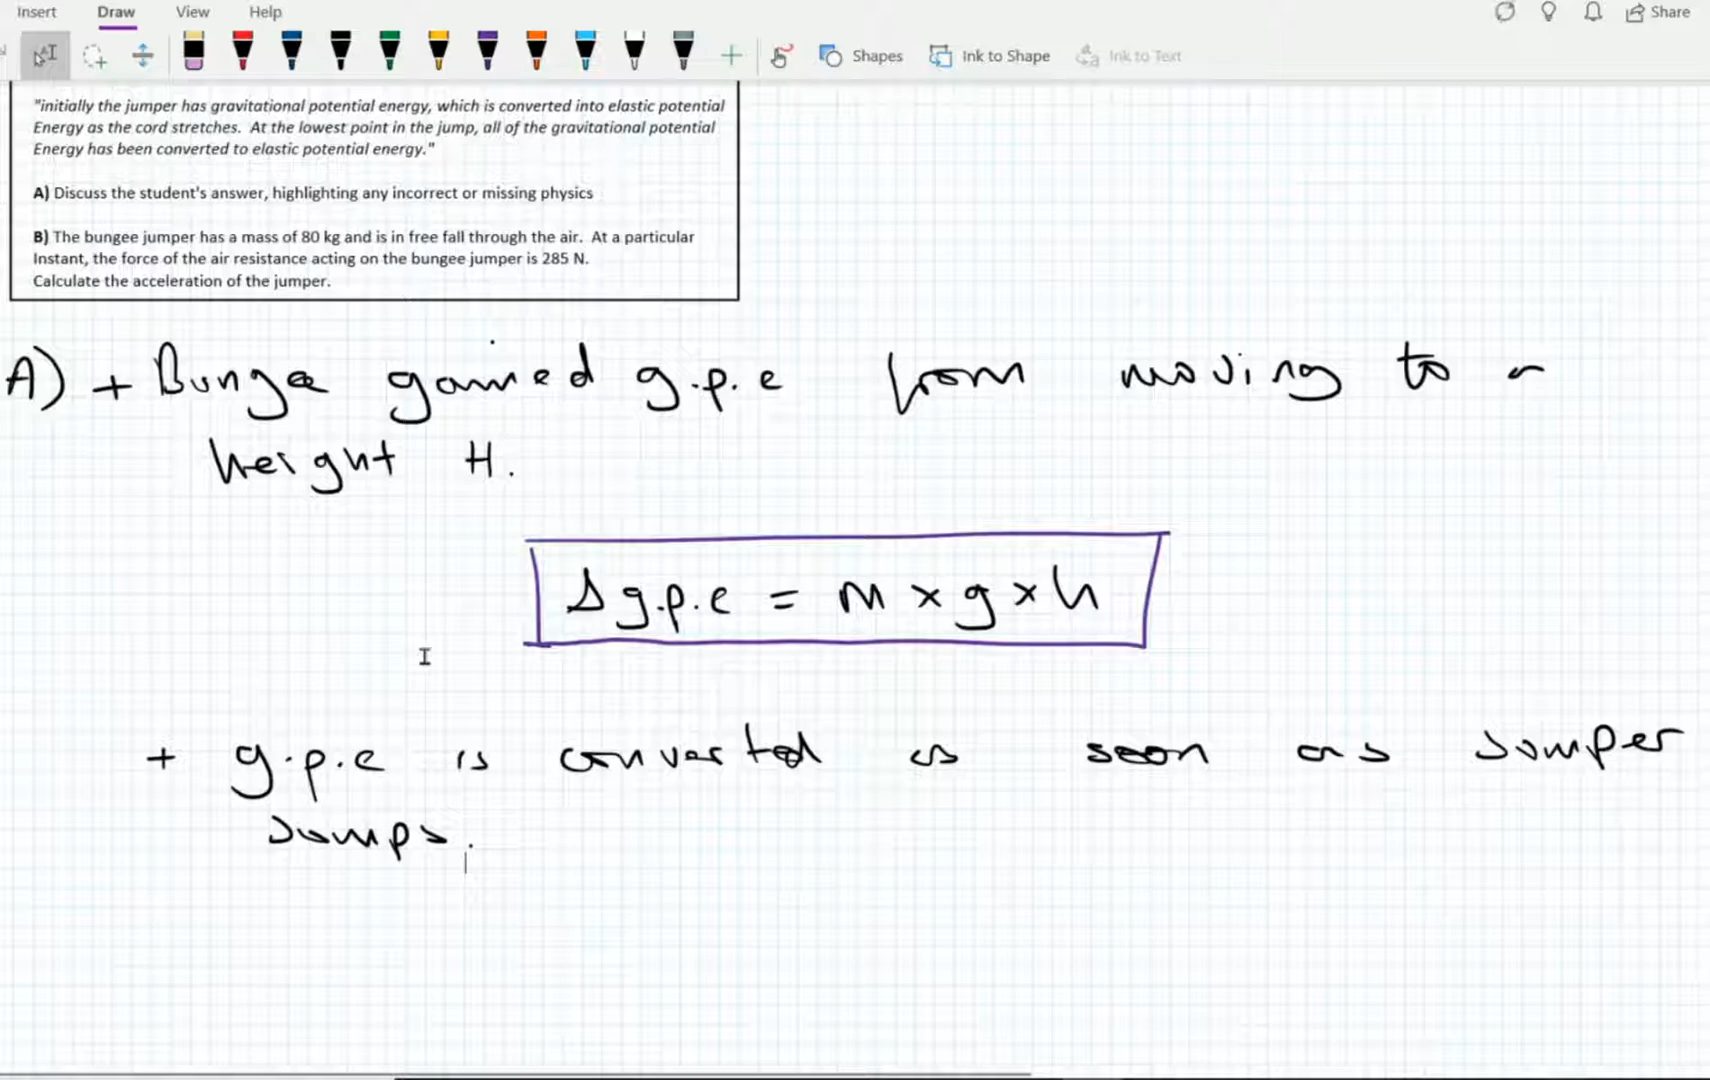 Insert Draw View Help Share
Shapes Ink to Shape Ink to Text
"initially the jumper has gravitational potential energy, which is converted into elastic potential
Energy as the cord stretches. At the lowest point in the jump, all of the gravitational potential
Energy has been converted to elastic potential energy."
A) Discuss the student's answer, highlighting any incorrect or missing physics
B) The bungee jumper has a mass of 80 kg and is in free fall through the air. At a particular
Instant, the force of the air resistance acting on the bungee jumper is 285 N.
Calculate the acceleration of the jumper.
A) + Bungee gained g.p.e from moving to a
height H.
Δg.p.e = m × g × h
+ g.p.e is converted as soon as Jumper
Jumps.